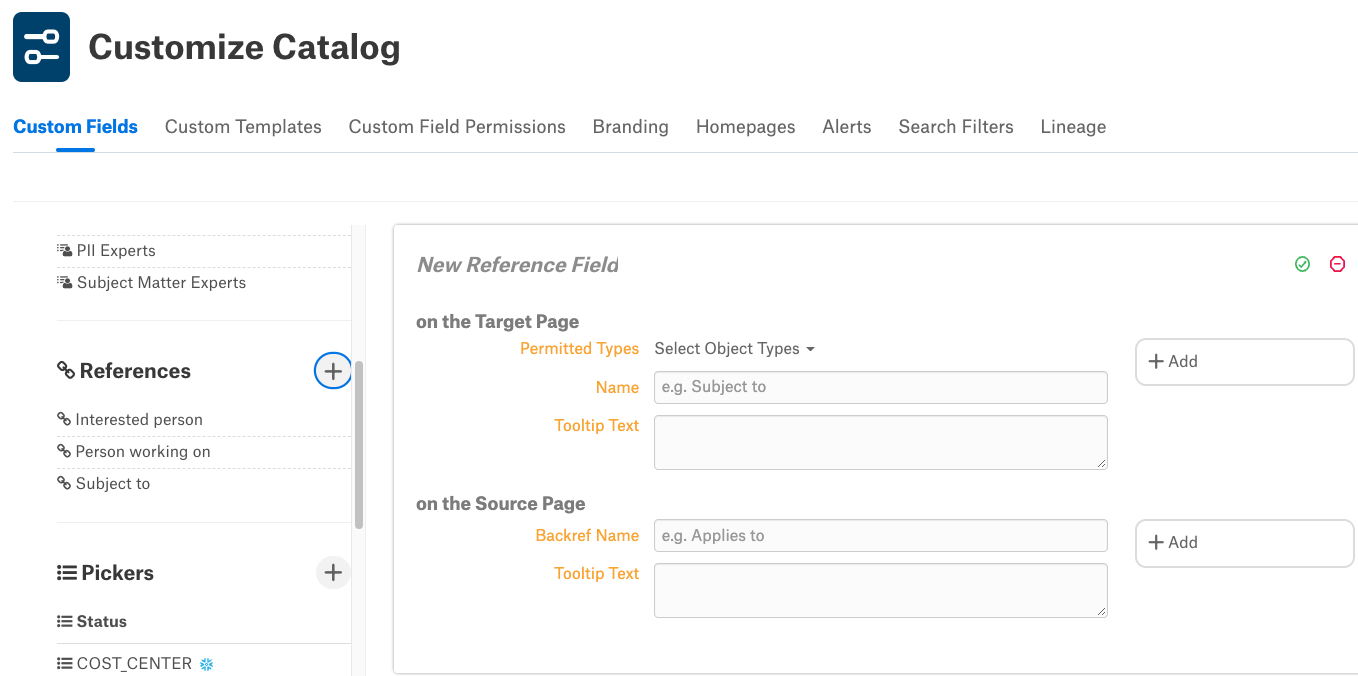 Customize Catalog
Custom Fields Custom Templates Custom Field Permissions Branding Homepages Alerts Search Filters Lineage
PII Experts
Subject Matter Experts
References
Interested person
Person working on
Subject to
Pickers
Status
COST_CENTER
New Reference Field
on the Target Page
Permitted Types Select Object Types
Name e.g. Subject to
Tooltip Text
+ Add
on the Source Page
Backref Name e.g. Applies to
Tooltip Text
+ Add